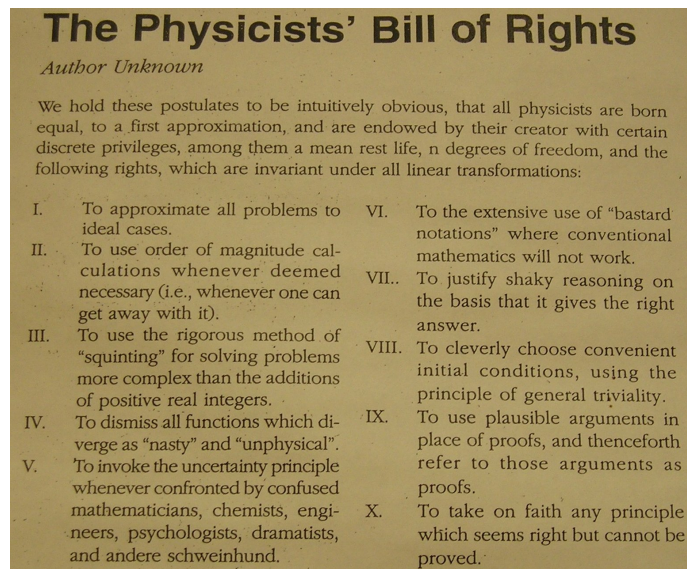 The Physicists' Bill of Rights
Author Unknown
We hold these postulates to be intuitively obvious, that all physicists are born
equal, to a first approximation, and are endowed by their creator with certain
discrete privileges, among them a mean rest life, n degrees of freedom, and the
following rights, which are invariant under all linear transformations:
I. To approximate all problems to
ideal cases.
II. To use order of magnitude cal-
culations whenever deemed
necessary (i.e., whenever one can
get away with it).
III. To use the rigorous method of
"squinting" for solving problems
more complex than the additions
of positive real integers.
IV. To dismiss all functions which di-
verge as "nasty" and "unphysical".
V. To invoke the uncertainty principle
whenever confronted by confused
mathematicians, chemists, engi-
neers, psychologists, dramatists,
and andere schweinhund.
VI. To the extensive use of "bastard
notations" where conventional
mathematics will not work.
VII.. To justify shaky reasoning on
the basis that it gives the right
answer.
VIII. To cleverly choose convenient
initial conditions, using the
principle of general triviality.
IX. To use plausible arguments in
place of proofs, and thenceforth
refer to those arguments as
proofs.
X. To take on faith any principle
which seems right but cannot be
proved.